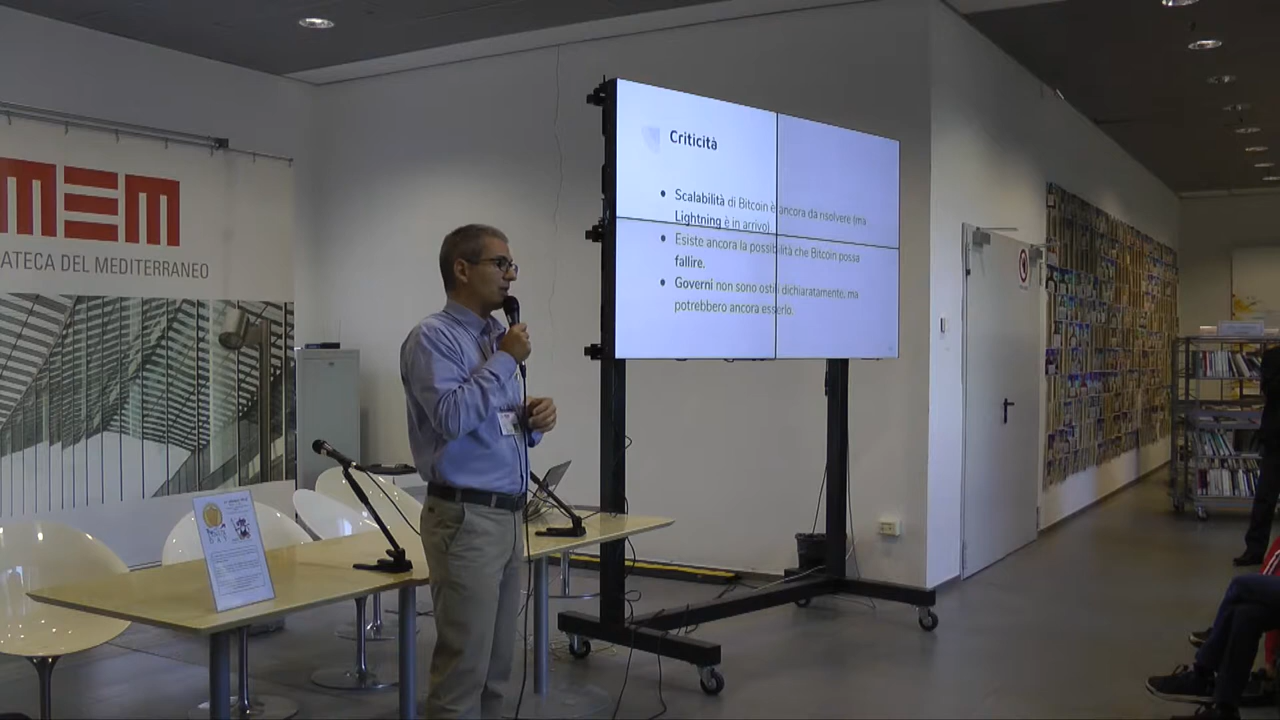 MEM
ATECA DEL MEDITERRANEO
Criticità
Scalabilità di Bitcoin è ancora da risolvere (ma
Lightning è in arrivo)
Esiste ancora la possibilità che Bitcoin possa
fallire.
Governi non sono ostili dichiaratamente, ma
potrebbero ancora esserlo.